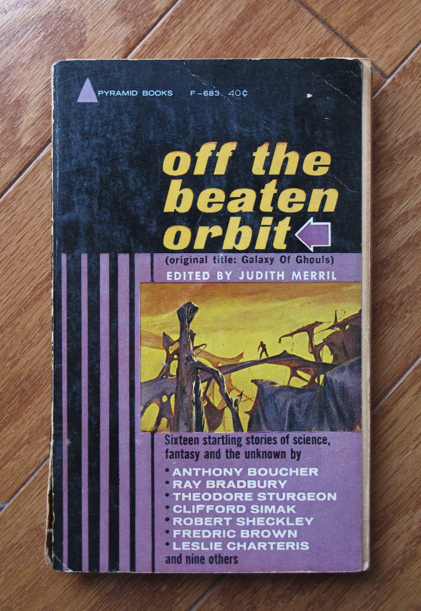 PYRAMID BOOKS F-683 40¢
off the
beaten
orbit
(original title: Galaxy Of Ghouls)
EDITED BY JUDITH MERRIL
Sixteen startling stories of science,
fantasy and the unknown by
• ANTHONY BOUCHER
• RAY BRADBURY
• THEODORE STURGEON
• CLIFFORD SIMAK
• ROBERT SHECKLEY
• FREDRIC BROWN
• LESLIE CHARTERIS
and nine others